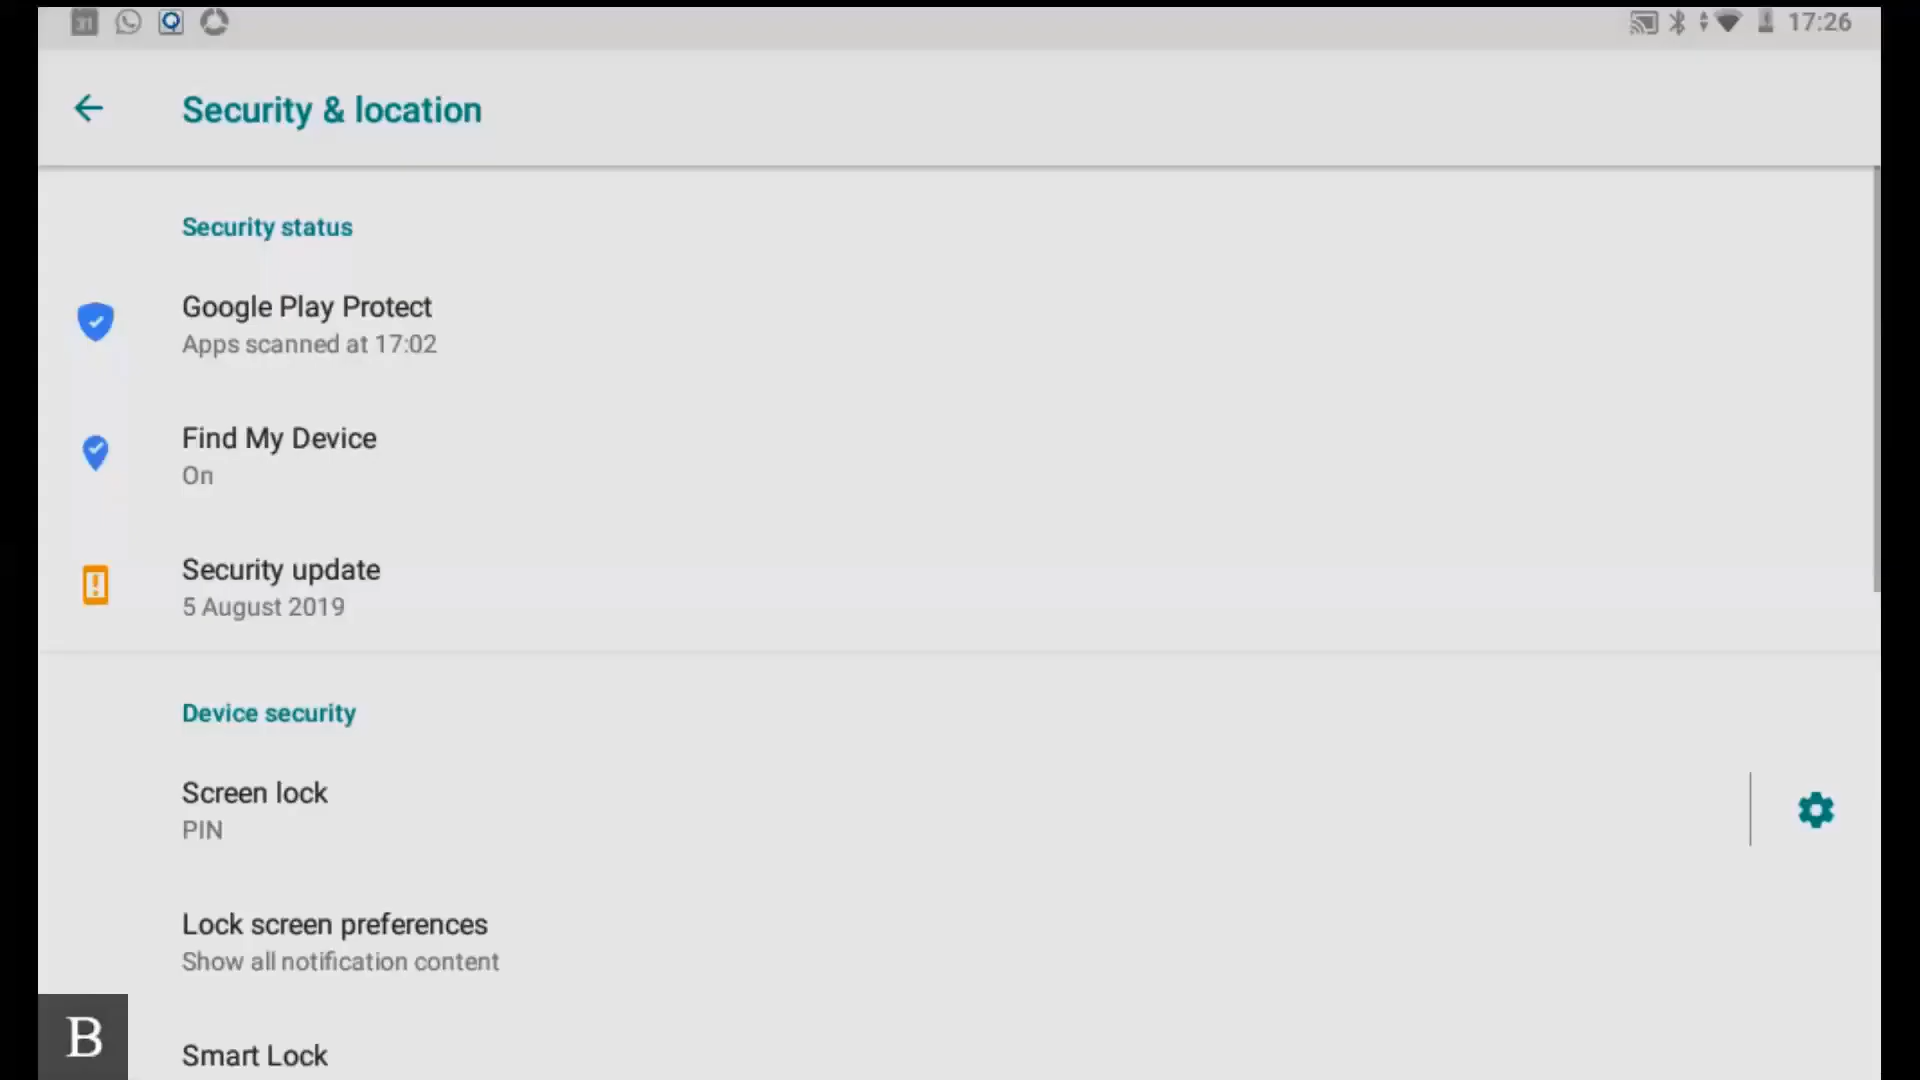 31
17:26
Security & location
Security status
Google Play Protect
Apps scanned at 17:02
Find My Device
On
Security update
5 August 2019
Device security
Screen lock
PIN
Lock screen preferences
Show all notification content
B
Smart Lock